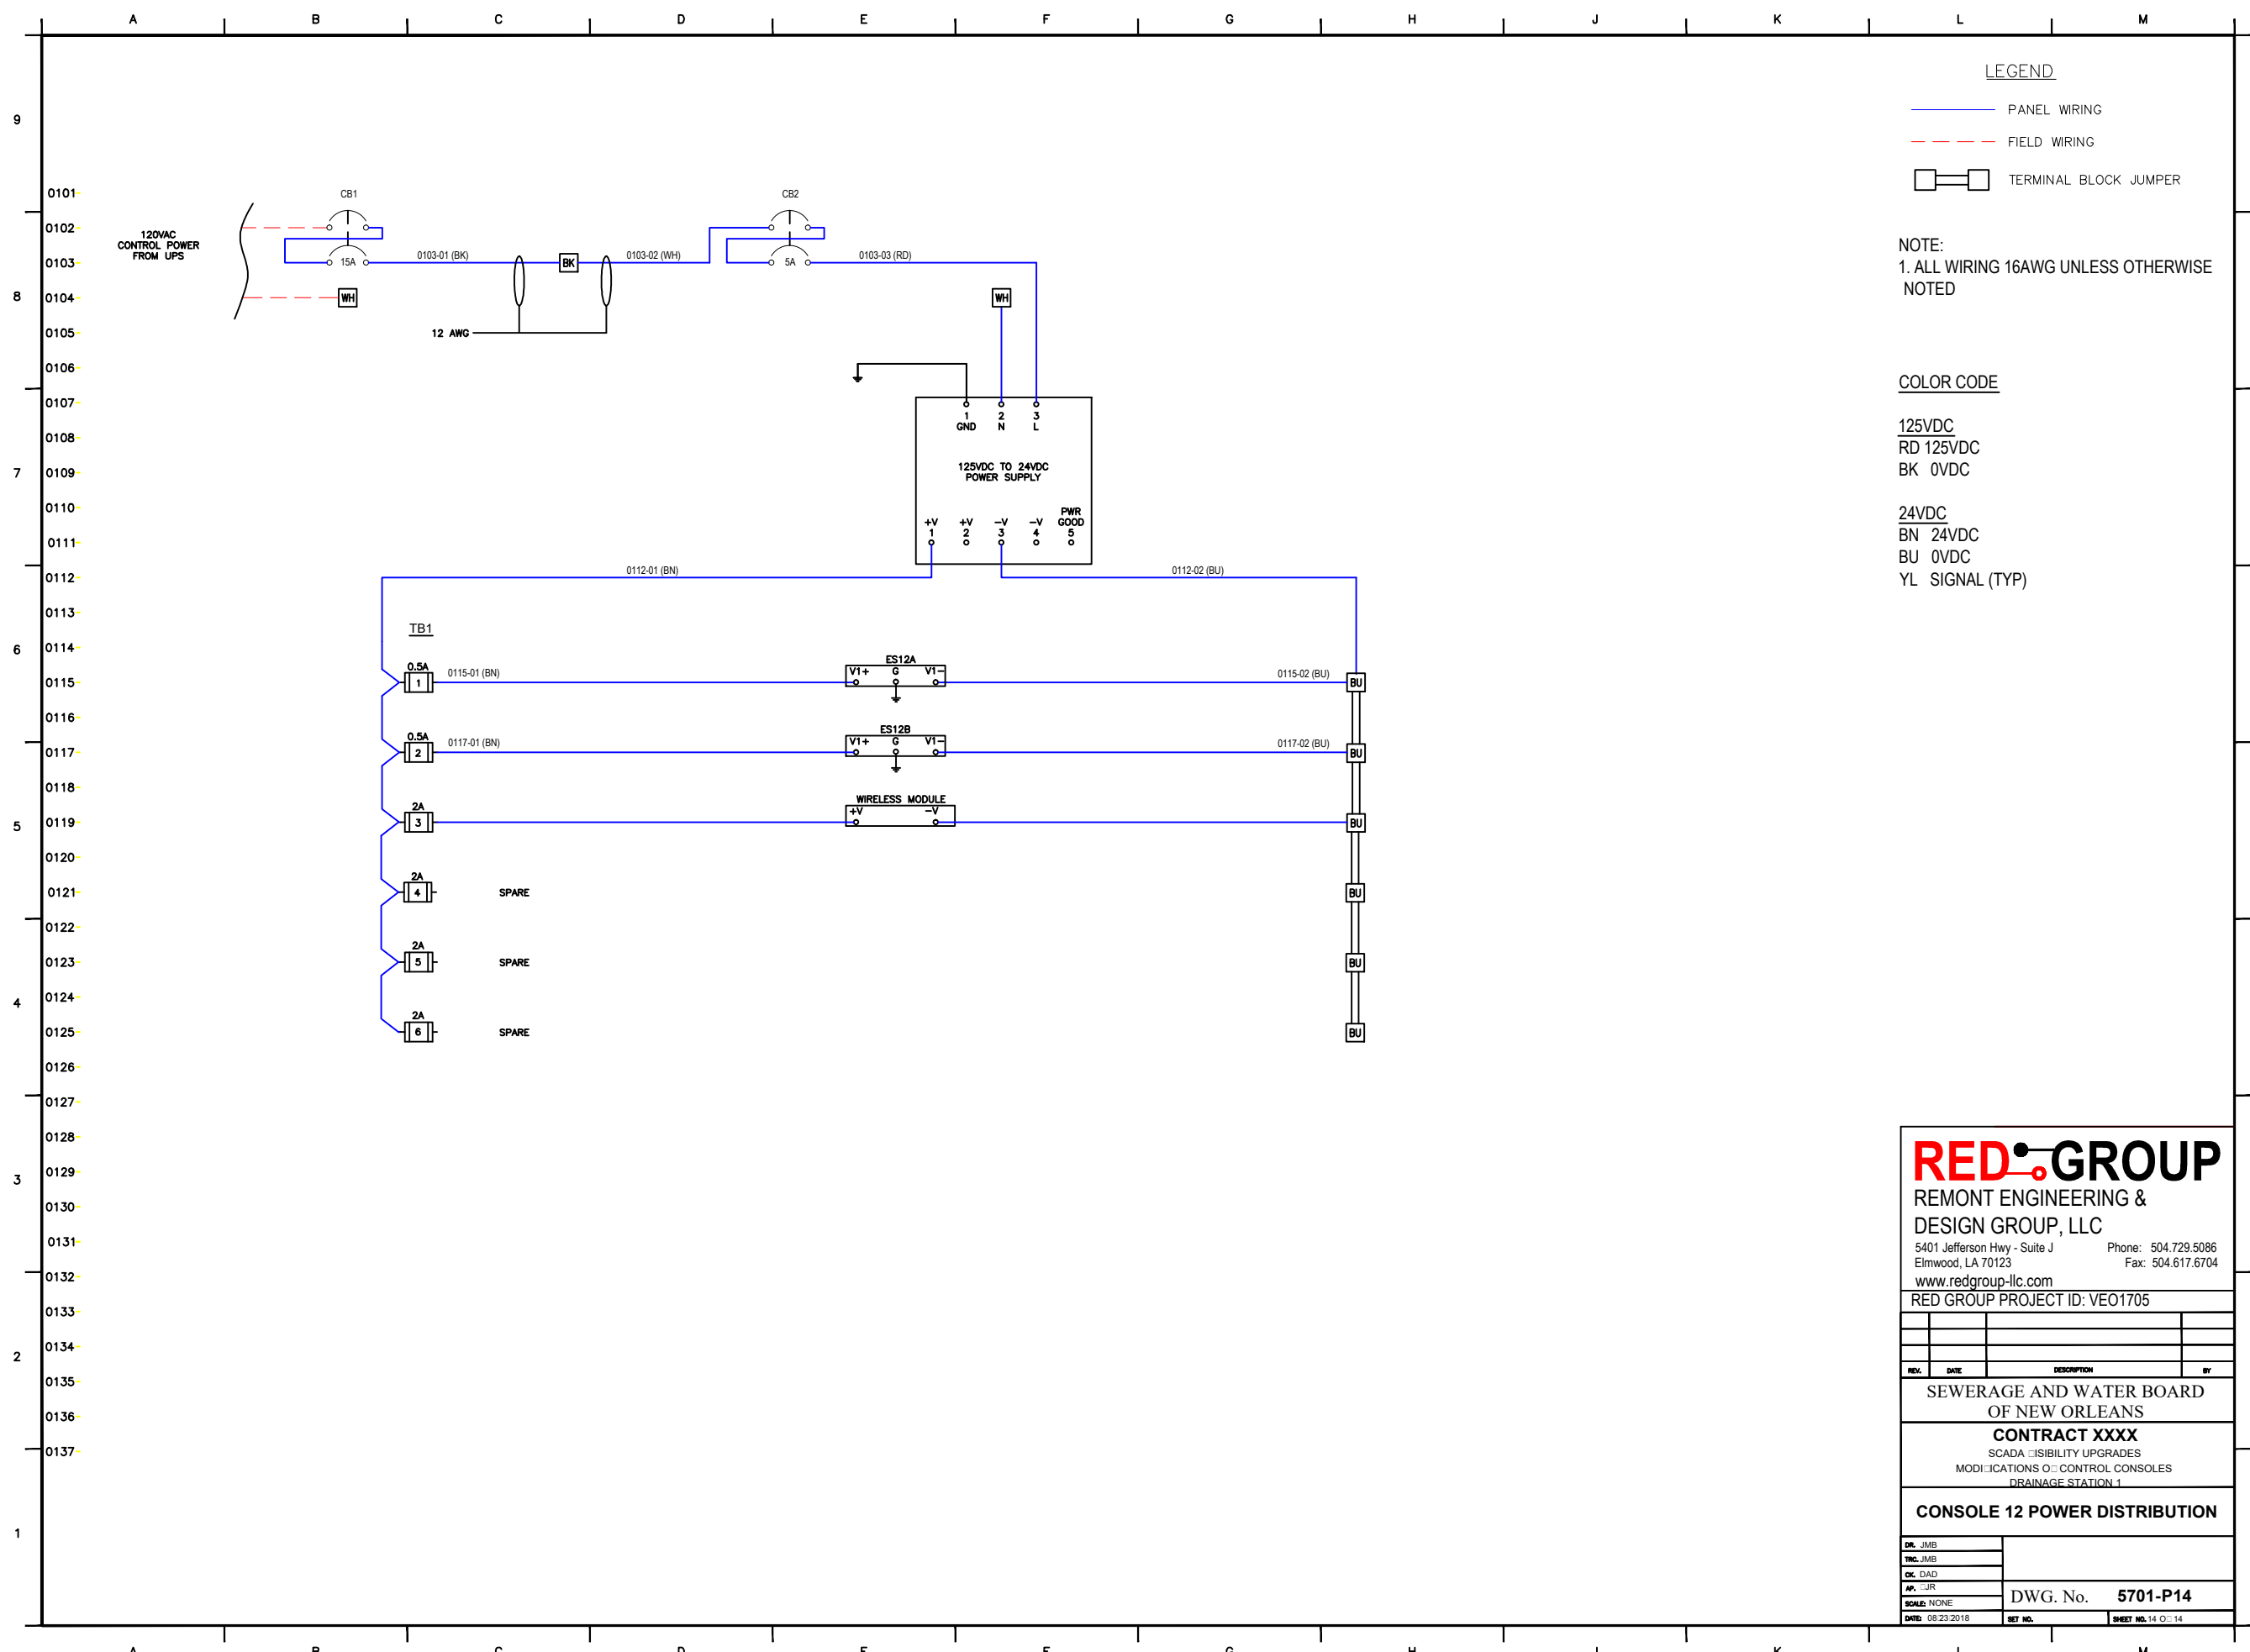 A B C D E F G H J K L M
LEGEND
PANEL WIRING
FIELD WIRING
TERMINAL BLOCK JUMPER
NOTE:
1. ALL WIRING 16AWG UNLESS OTHERWISE
NOTED
COLOR CODE
125VDC
RD 125VDC
BK 0VDC
24VDC
BN 24VDC
BU 0VDC
YL SIGNAL (TYP)
9
8
7
6
5
4
3
2
1
0101
0102
0103
0104
0105
0106
0107
0108
0109
0110
0111
0112
0113
0114
0115
0116
0117
0118
0119
0120
0121
0122
0123
0124
0125
0126
0127
0128
0129
0130
0131
0132
0133
0134
0135
0136
0137
120VAC
CONTROL POWER
FROM UPS
CB1
15A
WH
0103-01 (BK)
BK
0103-02 (WH)
12 AWG
CB2
5A
0103-03 (RD)
WH
1 2 3
GND N L
125VDC TO 24VDC
POWER SUPPLY
PWR
+V +V -V -V GOOD
1 2 3 4 5
0112-01 (BN)
0112-02 (BU)
TB1
0.5A
1
0115-01 (BN)
ES12A
V1+ G V1-
0115-02 (BU)
BU
0.5A
2
0117-01 (BN)
ES12B
V1+ G V1-
0117-02 (BU)
BU
2A
3
WIRELESS MODULE
+V -V
BU
2A
4
SPARE
BU
2A
5
SPARE
BU
2A
6
SPARE
BU
RED GROUP
REMONT ENGINEERING &
DESIGN GROUP, LLC
5401 Jefferson Hwy - Suite J Phone: 504.729.5086
Elmwood, LA 70123 Fax: 504.617.6704
www.redgroup-llc.com
RED GROUP PROJECT ID: VEO1705
REV. DATE DESCRIPTION BY
SEWERAGE AND WATER BOARD
OF NEW ORLEANS
CONTRACT XXXX
SCADA □ISIBILITY UPGRADES
MODI□ICATIONS O□ CONTROL CONSOLES
DRAINAGE STATION 1
CONSOLE 12 POWER DISTRIBUTION
DR. JMB
TRC. JMB
CK. DAD
AP. □JR
SCALE: NONE
DATE: 08.23.2018
DWG. No. 5701-P14
SET NO.
SHEET NO. 14 O□ 14
A B C D E F G H J K L M